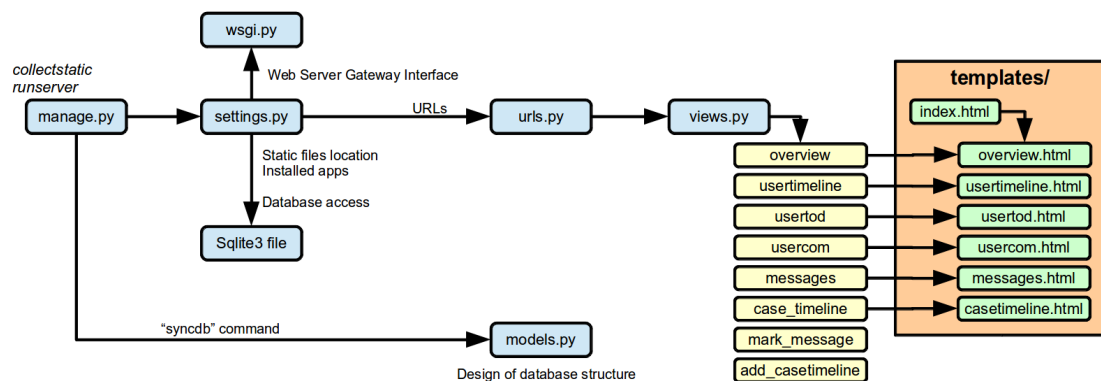 wsgi.py
collectstatic
runserver
Web Server Gateway Interface
templates/
index.html
manage.py
settings.py
URLs
urls.py
views.py
Static files location
Installed apps
Database access
Sqlite3 file
overview
overview.html
usertimeline
usertimeline.html
usertod
usertod.html
usercom
usercom.html
messages
messages.html
case_timeline
casetimeline.html
mark_message
add_casetimeline
“syncdb” command
models.py
Design of database structure